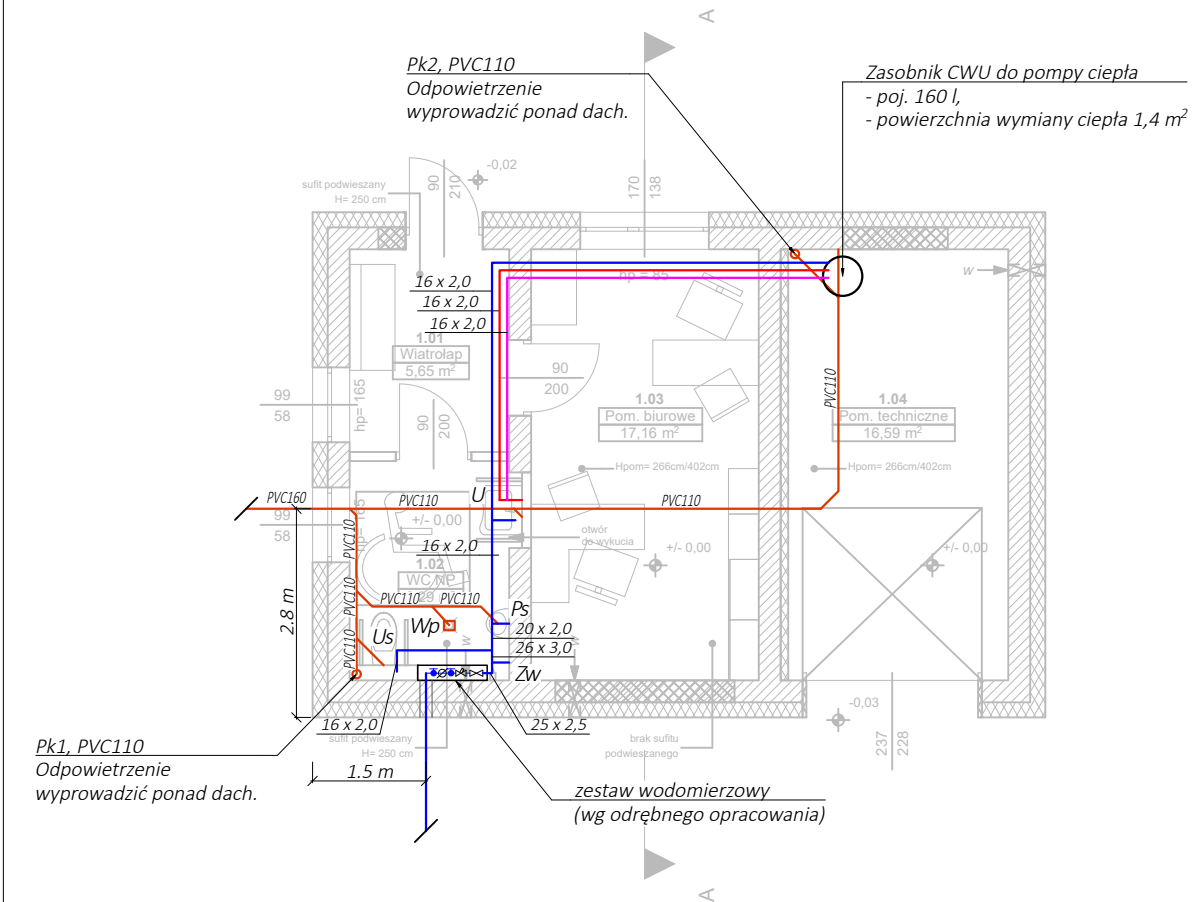 A
Pk2, PVC110
Odpowietrzenie
wyprowadzić ponad dach.
Zasobnik CWU do pompy ciepła
- poj. 160 l,
- powierzchnia wymiany ciepła 1,4 m²
-0,02
sufit podwieszany
H= 250 cm
90
210
170
138
hp = 85
w
16 x 2,0
16 x 2,0
16 x 2,0
1.01
Wiatrołap
5,65 m²
99
58
hp= 165
90
200
90
200
1.03
Pom. biurowe
17,16 m²
PVC110
1.04
Pom. techniczne
16,59 m²
Hpom= 266cm/402cm
Hpom= 266cm/402cm
PVC160
PVC110
U
PVC110
99
58
+/- 0,00
otwór
do wykucia
16 x 2,0
+/- 0,00
+/- 0,00
PVC110
1.02
PVC110
PVC110
PVC110
2.8 m
Us
Wp
Ps
20 x 2,0
26 x 3,0
w
w
PVC110
Zw
16 x 2,0
25 x 2,5
-0,03
sufit podwieszany
H= 250 cm
brak sufitu
podwieszanego
237
228
Pk1, PVC110
Odpowietrzenie
wyprowadzić ponad dach.
1.5 m
zestaw wodomierzowy
(wg odrębnego opracowania)
A